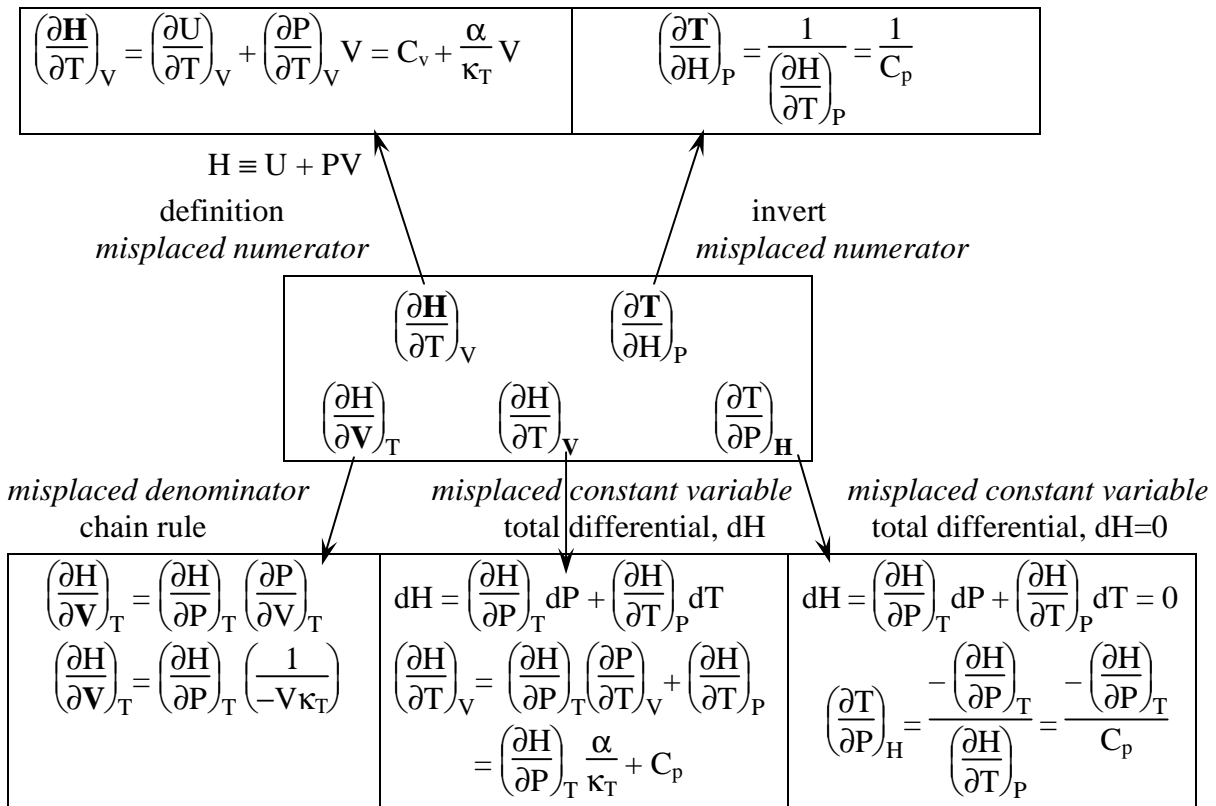 (∂H/∂T)_V = (∂U/∂T)_V + (∂P/∂T)_V V = C_v + α/κ_T V
(∂T/∂H)_P = 1/(∂H/∂T)_P = 1/C_p
H ≡ U + PV
definition
misplaced numerator
invert
misplaced numerator
(∂H/∂T)_V (∂T/∂H)_P
(∂H/∂V)_T (∂H/∂T)_V (∂T/∂P)_H
misplaced denominator
chain rule
misplaced constant variable
total differential, dH
misplaced constant variable
total differential, dH=0
(∂H/∂V)_T = (∂H/∂P)_T (∂P/∂V)_T
(∂H/∂V)_T = (∂H/∂P)_T (1/−Vκ_T)
dH = (∂H/∂P)_T dP + (∂H/∂T)_P dT
(∂H/∂T)_V = (∂H/∂P)_T (∂P/∂T)_V + (∂H/∂T)_P
= (∂H/∂P)_T α/κ_T + C_p
dH = (∂H/∂P)_T dP + (∂H/∂T)_P dT = 0
(∂T/∂P)_H = −(∂H/∂P)_T/(∂H/∂T)_P = −(∂H/∂P)_T/C_p